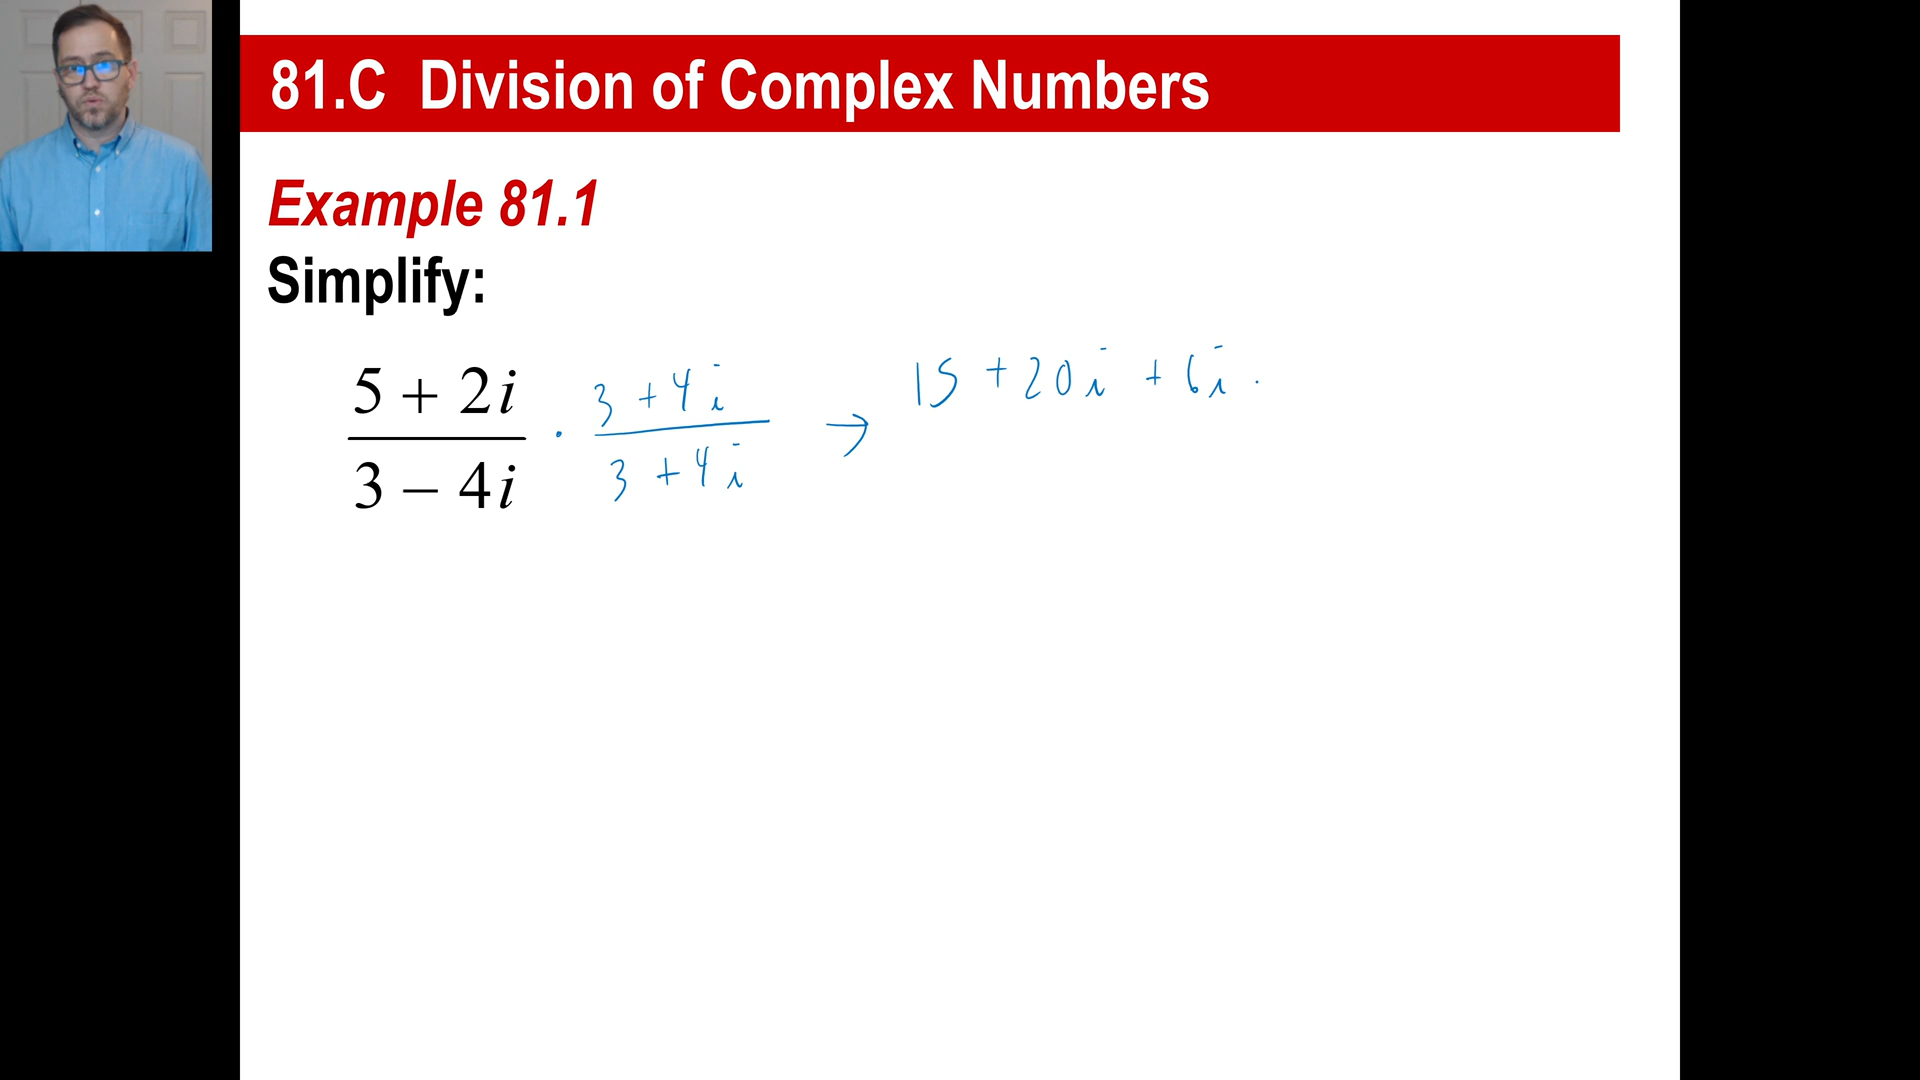 81.C Division of Complex Numbers
Example 81.1
Simplify:
5 + 2i / 3 − 4i · 3 + 4i / 3 + 4i → 15 + 20i + 6i